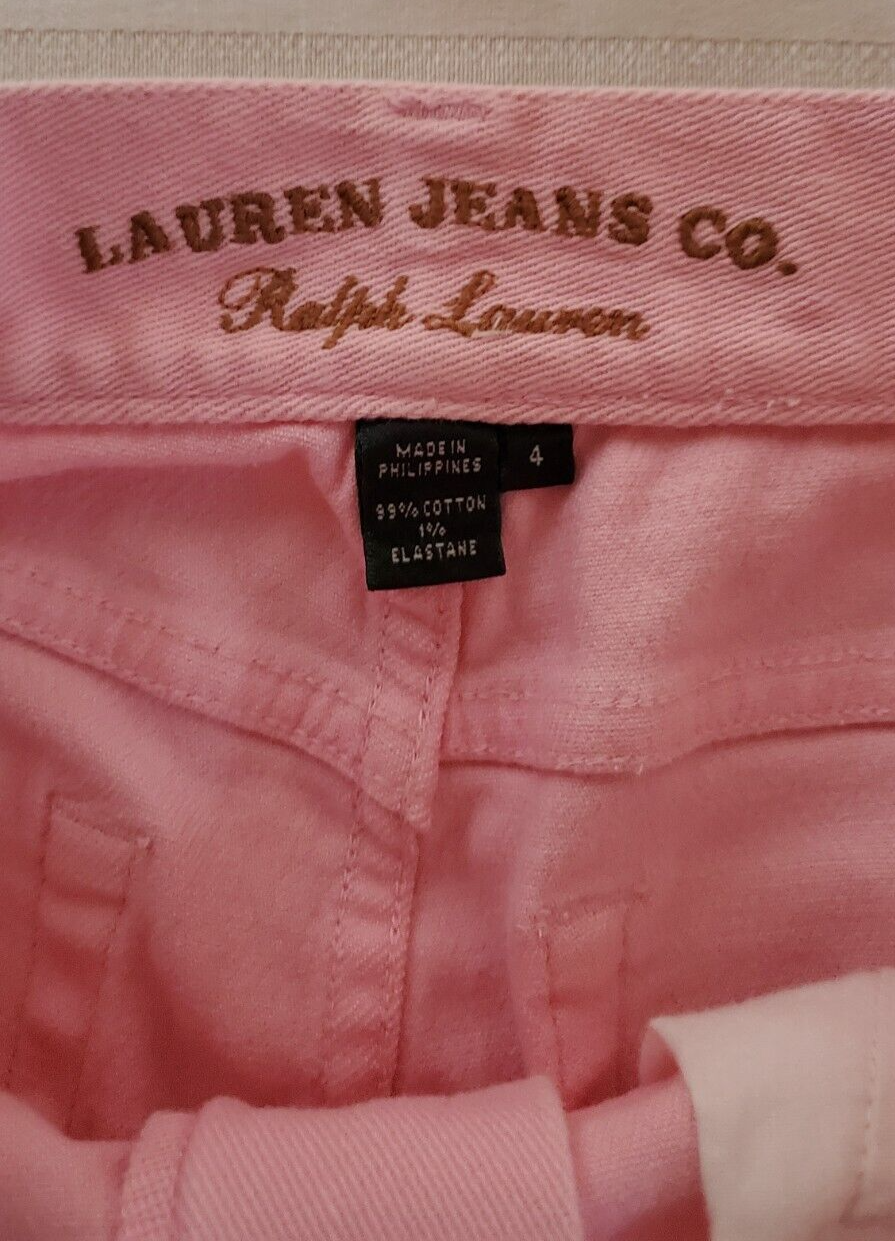 LAUREN JEANS CO.
Ralph Lauren
MADE IN
PHILIPPINES
4
99% COTTON
1%
ELASTANE